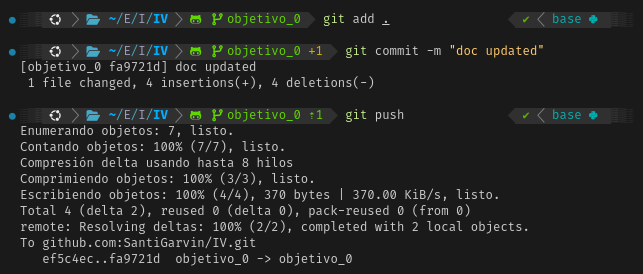 ~/E/I/IV objetivo_0 git add . ✔ base
~/E/I/IV objetivo_0 +1 git commit -m "doc updated" ✔ base
[objetivo_0 fa9721d] doc updated
1 file changed, 4 insertions(+), 4 deletions(-)
~/E/I/IV objetivo_0 ⇡1 git push ✔ base
Enumerando objetos: 7, listo.
Contando objetos: 100% (7/7), listo.
Compresión delta usando hasta 8 hilos
Comprimiendo objetos: 100% (3/3), listo.
Escribiendo objetos: 100% (4/4), 370 bytes | 370.00 KiB/s, listo.
Total 4 (delta 2), reused 0 (delta 0), pack-reused 0 (from 0)
remote: Resolving deltas: 100% (2/2), completed with 2 local objects.
To github.com:SantiGarvin/IV.git
ef5c4ec..fa9721d objetivo_0 -> objetivo_0